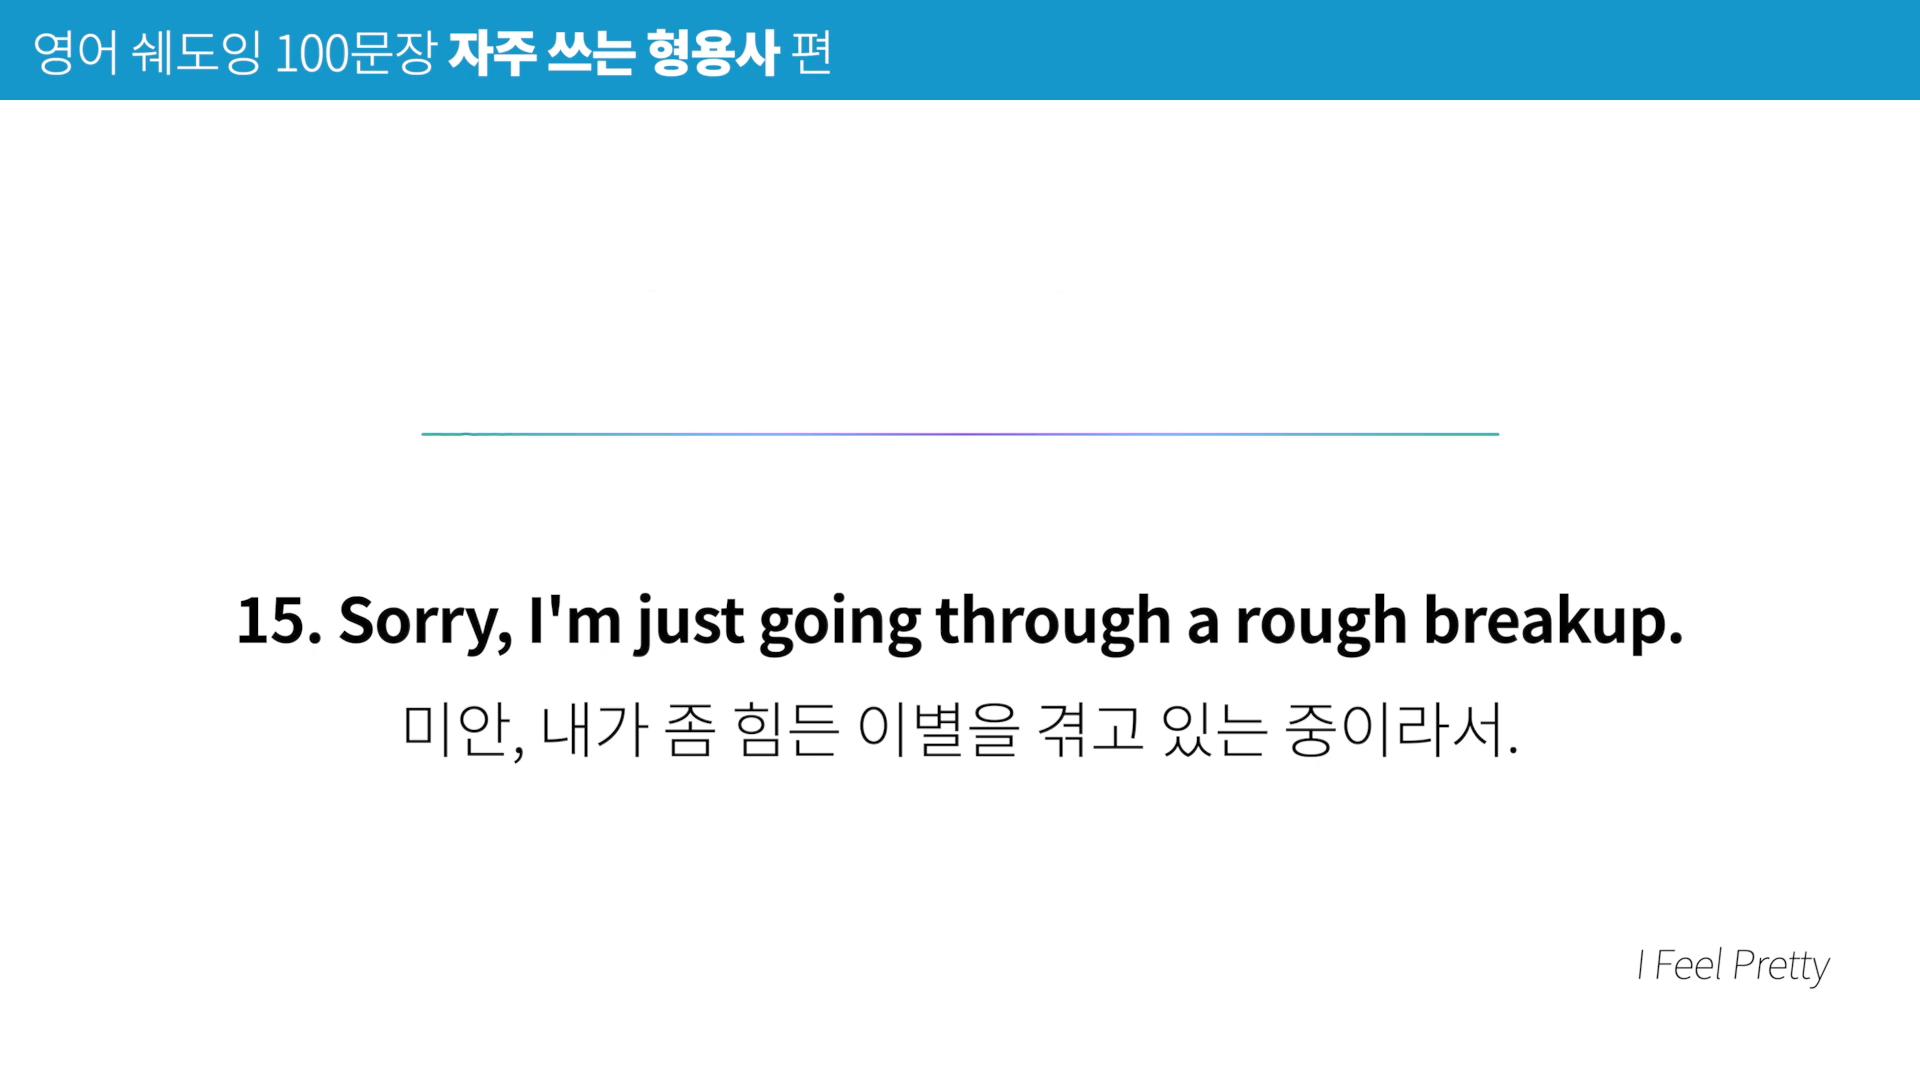 영어 쉐도잉 100문장 자주 쓰는 형용사 편
15. Sorry, I'm just going through a rough breakup.
미안, 내가 좀 힘든 이별을 겪고 있는 중이라서.
I Feel Pretty